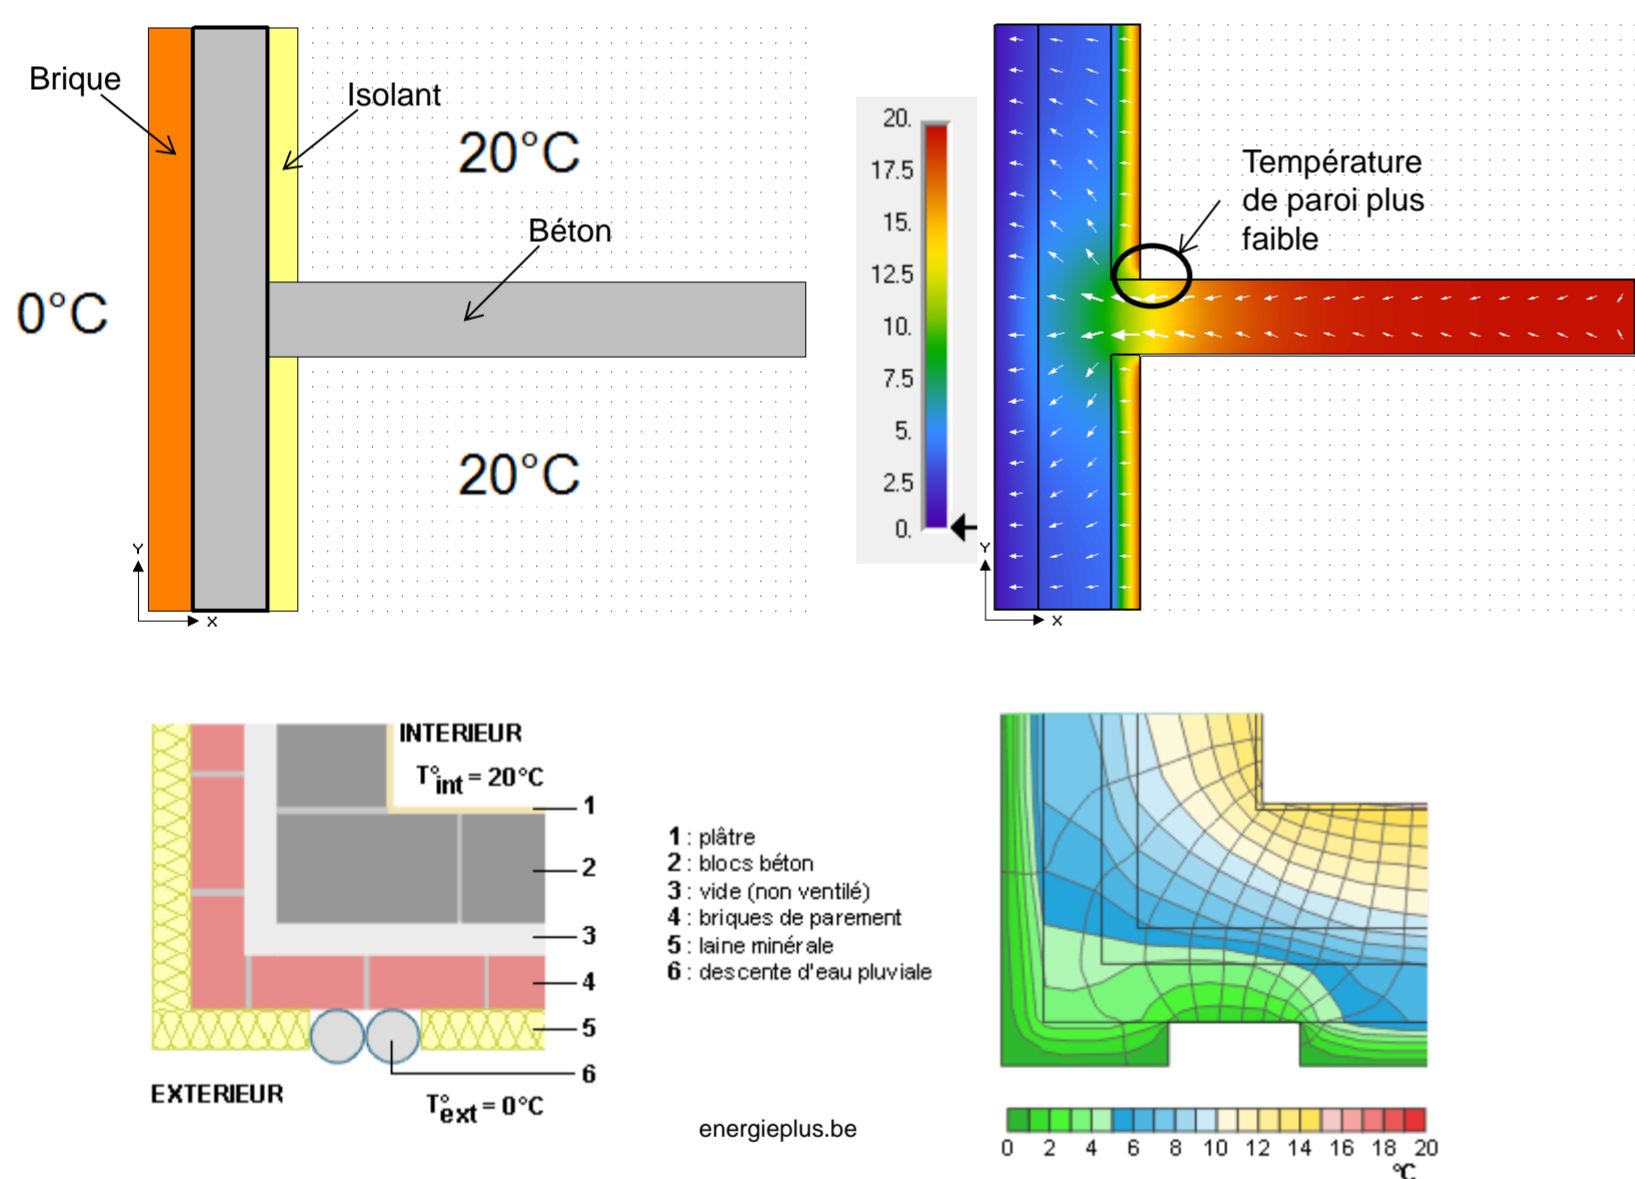 Brique
Isolant
20°C
Béton
0°C
20°C
Y
X
20.
17.5
15.
12.5
10.
7.5
5.
2.5
0.
Température
de paroi plus
faible
Y
X
INTERIEUR
T°int = 20°C
1
2
3
4
5
6
EXTERIEUR
T°ext = 0°C
1 : plâtre
2 : blocs béton
3 : vide (non ventilé)
4 : briques de parement
5 : laine minérale
6 : descente d'eau pluviale
energieplus.be
0 2 4 6 8 10 12 14 16 18 20
°C